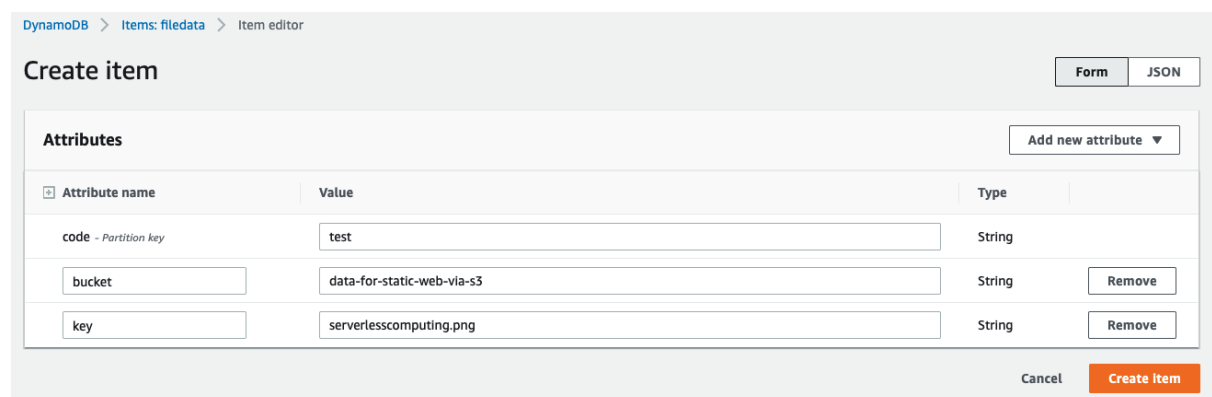 DynamoDB > Items: filedata > Item editor
Create item
Form JSON
Attributes
Add new attribute ▼
Attribute name Value Type
code - Partition key test String
bucket data-for-static-web-via-s3 String Remove
key serverlesscomputing.png String Remove
Cancel Create item